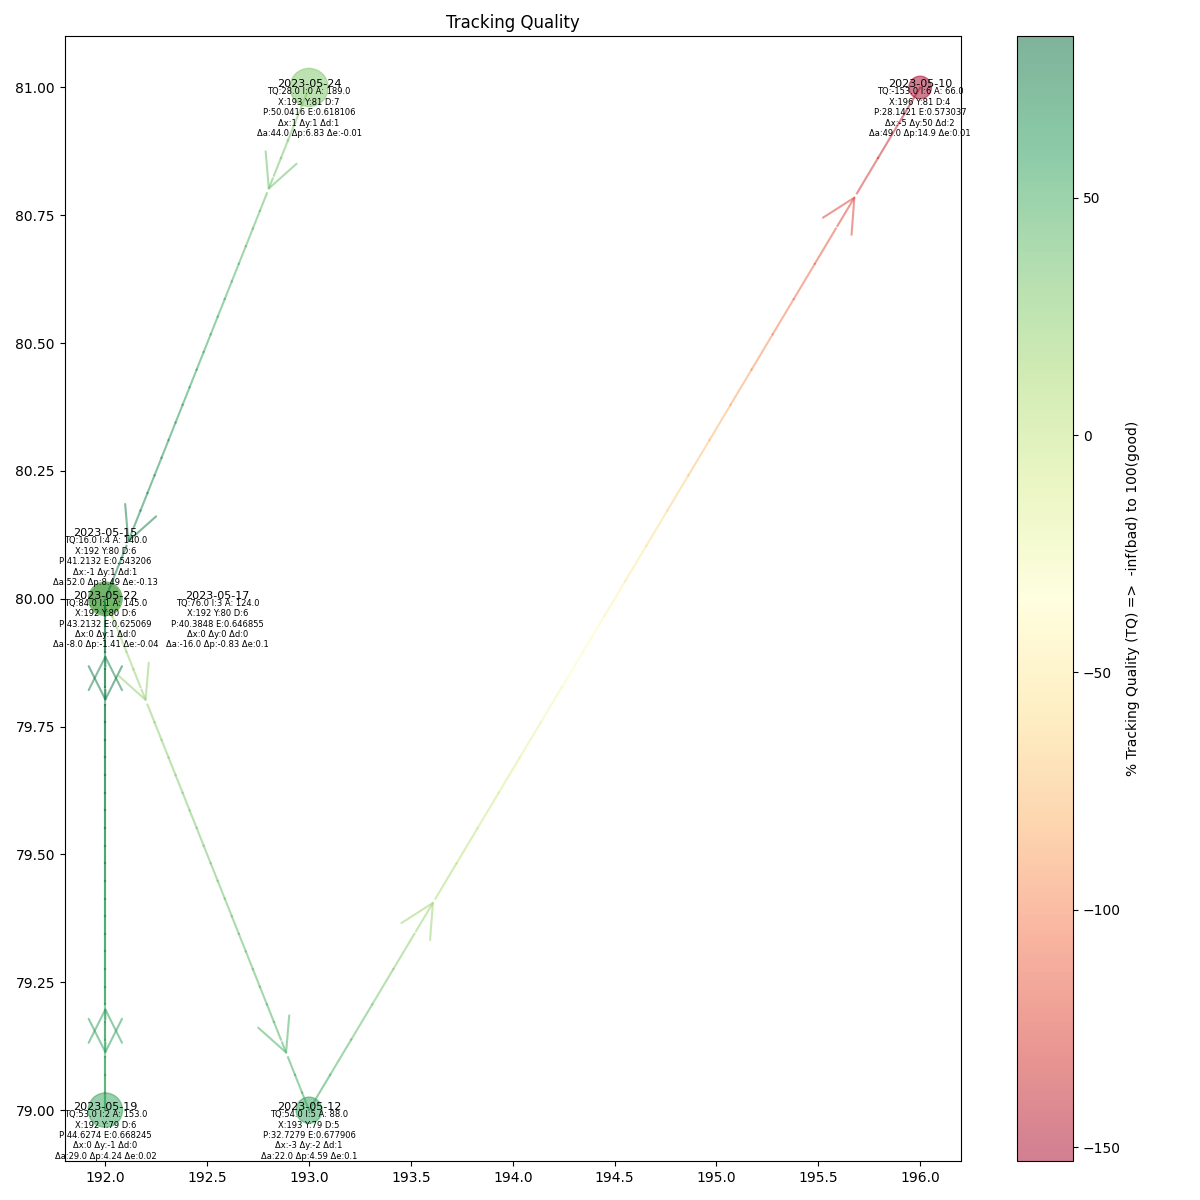 Tracking Quality
2023-05-24
TQ:28.0 I:0 A: 189.0
X:193 Y:81 D:7
P:50.0416 E:0.618106
Δx:1 Δy:1 Δd:1
Δa:44.0 Δp:6.83 Δe:-0.01
2023-05-10
TQ:-153.0 I:6 A: 66.0
X:196 Y:81 D:4
P:28.1421 E:0.573037
Δx:-5 Δy:50 Δd:2
Δa:49.0 Δp:14.9 Δe:0.01
2023-05-15
TQ:16.0 I:4 A: 140.0
X:192 Y:80 D:6
P:41.2132 E:0.543206
Δx:-1 Δy:1 Δd:1
Δa:52.0 Δp:8.49 Δe:-0.13
2023-05-22
TQ:84.0 I:1 A: 145.0
X:192 Y:80 D:6
P:43.2132 E:0.625069
Δx:0 Δy:1 Δd:0
Δa:-8.0 Δp:-1.41 Δe:-0.04
2023-05-17
TQ:76.0 I:3 A: 124.0
X:192 Y:80 D:6
P:40.3848 E:0.646855
Δx:0 Δy:0 Δd:0
Δa:-16.0 Δp:-0.83 Δe:0.1
2023-05-19
TQ:53.0 I:2 A: 153.0
X:192 Y:79 D:6
P:44.6274 E:0.668245
Δx:0 Δy:-1 Δd:0
Δa:29.0 Δp:4.24 Δe:0.02
2023-05-12
TQ:54.0 I:5 A: 88.0
X:193 Y:79 D:5
P:32.7279 E:0.677906
Δx:-3 Δy:-2 Δd:1
Δa:22.0 Δp:4.59 Δe:0.1
81.00
80.75
80.50
80.25
80.00
79.75
79.50
79.25
79.00
192.0 192.5 193.0 193.5 194.0 194.5 195.0 195.5 196.0
50
0
−50
−100
−150
% Tracking Quality (TQ) => -inf(bad) to 100(good)